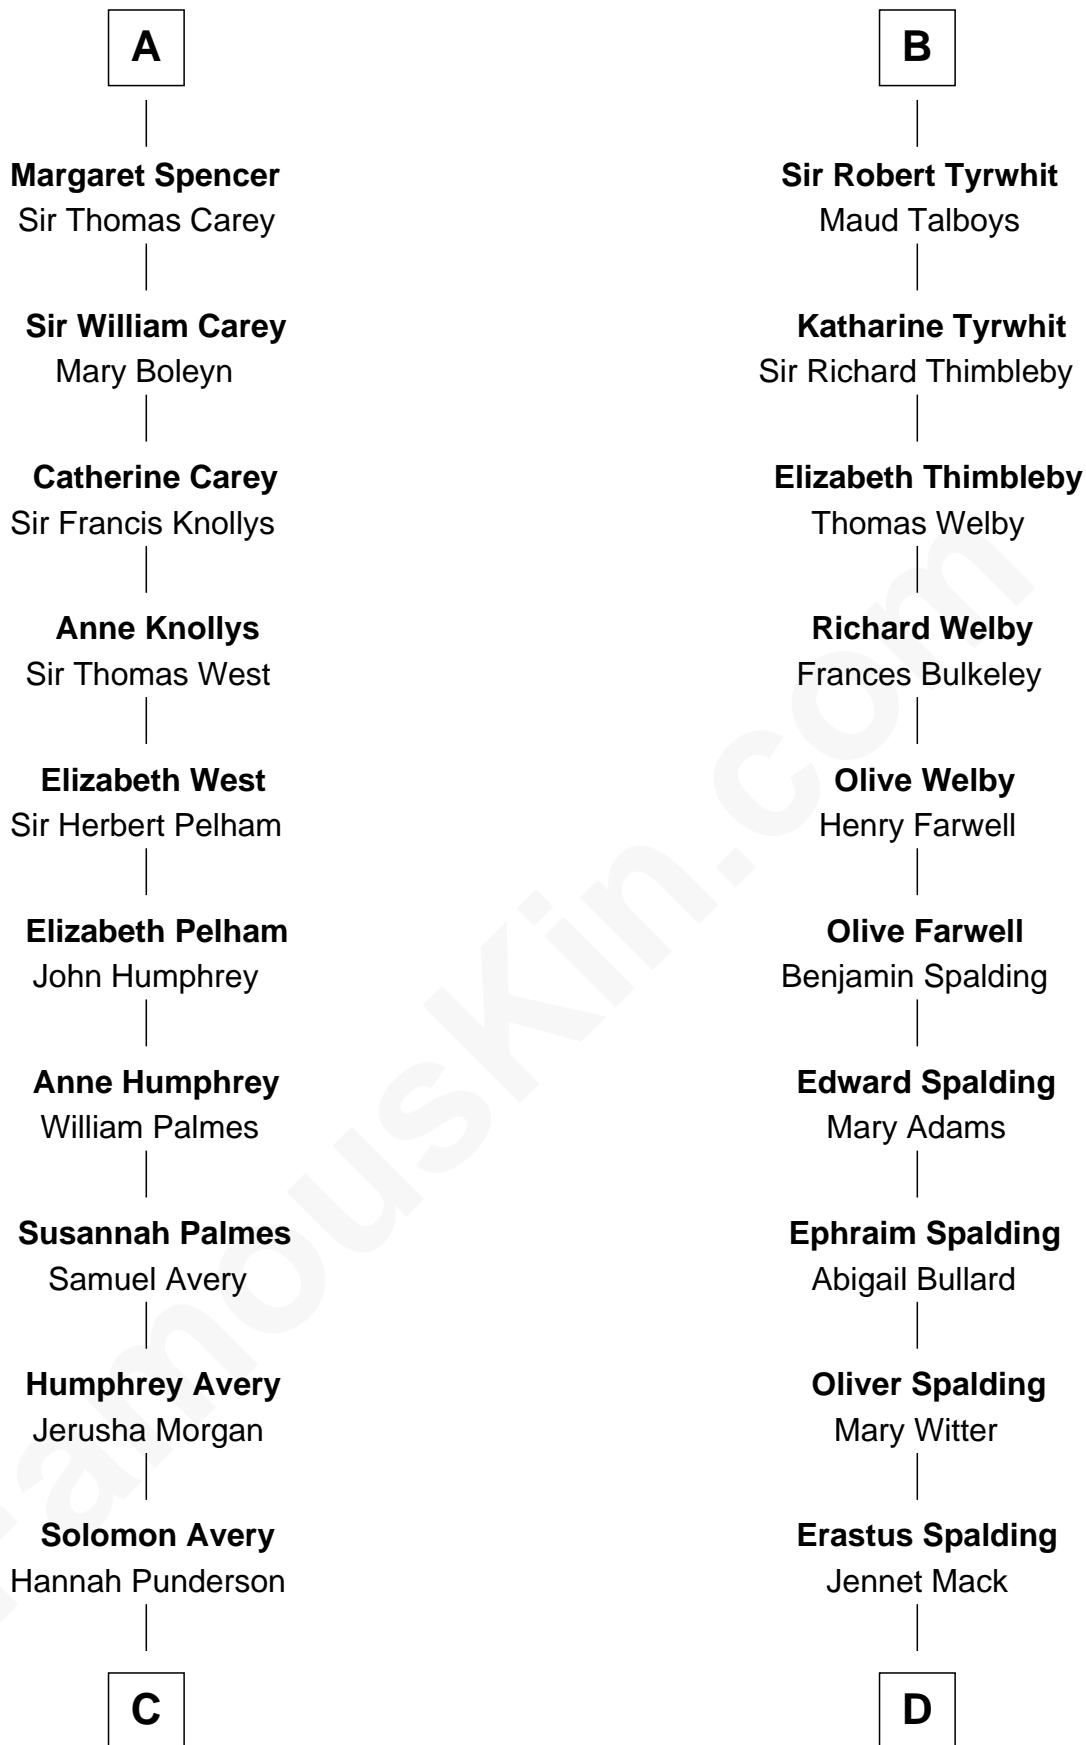 A
Margaret Spencer
Sir Thomas Carey
Sir William Carey
Mary Boleyn
Catherine Carey
Sir Francis Knollys
Anne Knollys
Sir Thomas West
Elizabeth West
Sir Herbert Pelham
Elizabeth Pelham
John Humphrey
Anne Humphrey
William Palmes
Susannah Palmes
Samuel Avery
Humphrey Avery
Jerusha Morgan
Solomon Avery
Hannah Punderson
C
B
Sir Robert Tyrwhit
Maud Talboys
Katharine Tyrwhit
Sir Richard Thimbleby
Elizabeth Thimbleby
Thomas Welby
Richard Welby
Frances Bulkeley
Olive Welby
Henry Farwell
Olive Farwell
Benjamin Spalding
Edward Spalding
Mary Adams
Ephraim Spalding
Abigail Bullard
Oliver Spalding
Mary Witter
Erastus Spalding
Jennet Mack
D
FamousKin.com